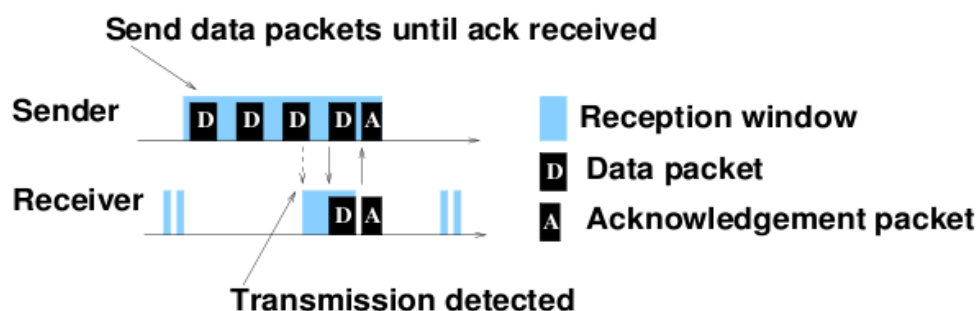 Send data packets until ack received
Sender
D D D D A
Reception window
D Data packet
Receiver
D A
A Acknowledgement packet
Transmission detected